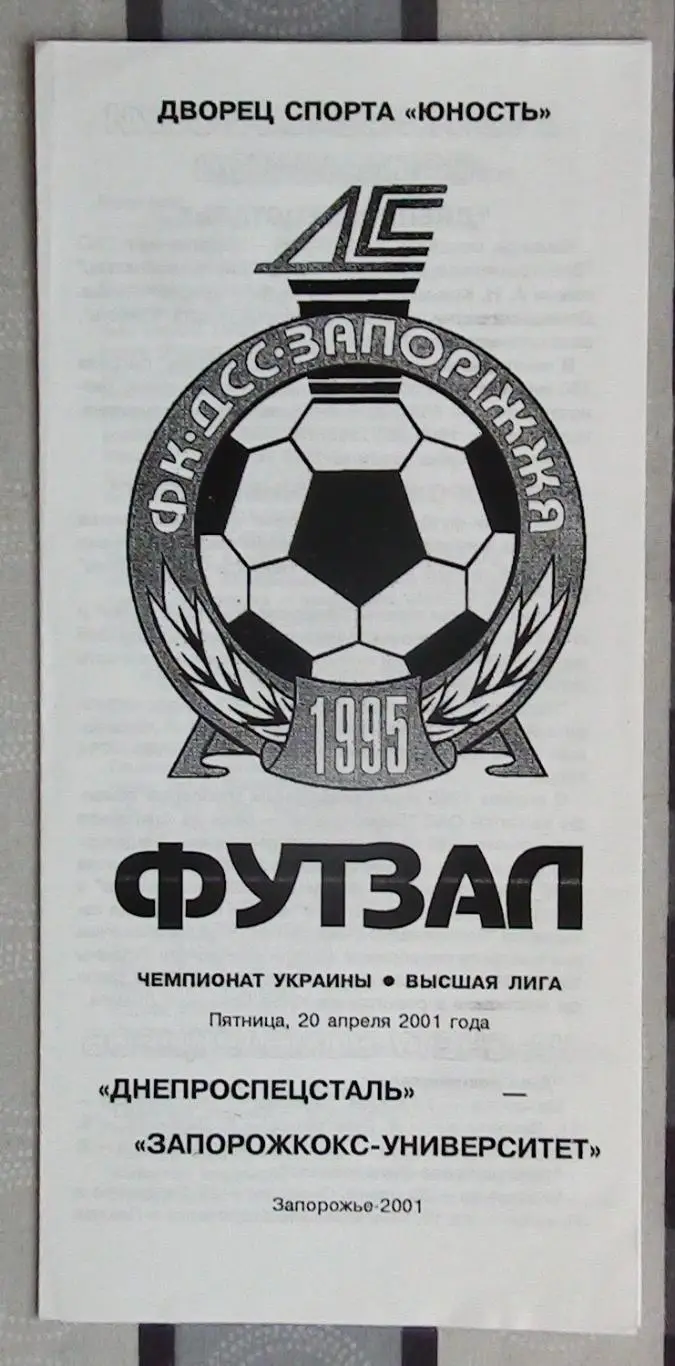 ДВОРЕЦ СПОРТА «ЮНОСТЬ»
ДСС
ФК·ДСС·ЗАПОРІЖЖЯ
1995
ФУТЗАЛ
ЧЕМПИОНАТ УКРАИНЫ ● ВЫСШАЯ ЛИГА
Пятница, 20 апреля 2001 года
«ДНЕПРОСПЕЦСТАЛЬ» —
«ЗАПОРОЖКОКС-УНИВЕРСИТЕТ»
Запорожье-2001